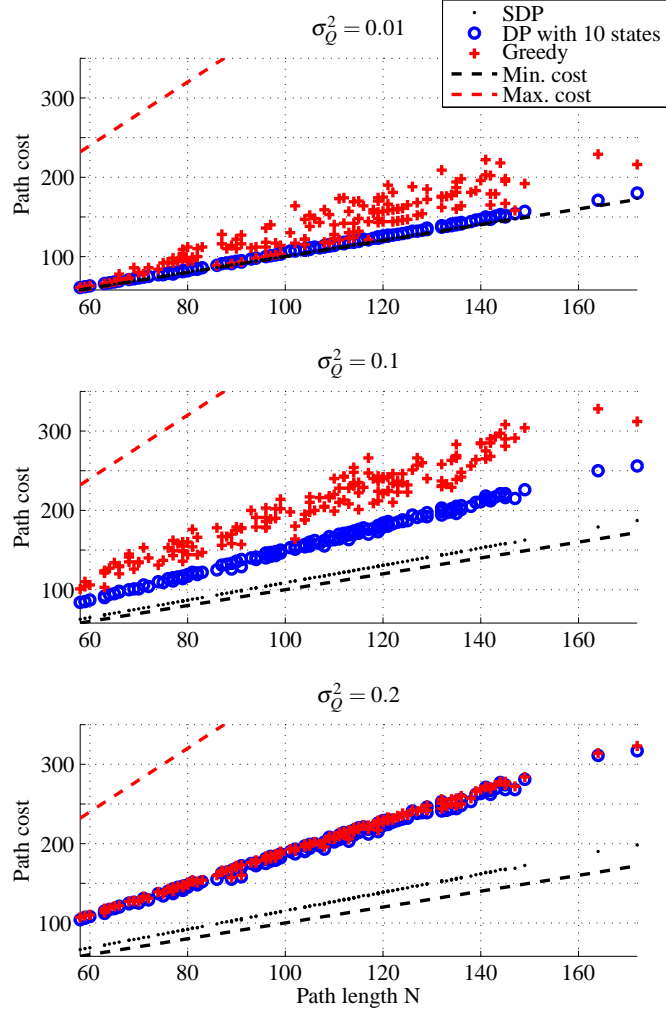 SDP
DP with 10 states
Greedy
Min. cost
Max. cost
σ_Q^2 = 0.01
Path cost
300
200
100
60 80 100 120 140 160
σ_Q^2 = 0.1
Path cost
300
200
100
60 80 100 120 140 160
σ_Q^2 = 0.2
Path cost
300
200
100
60 80 100 120 140 160
Path length N